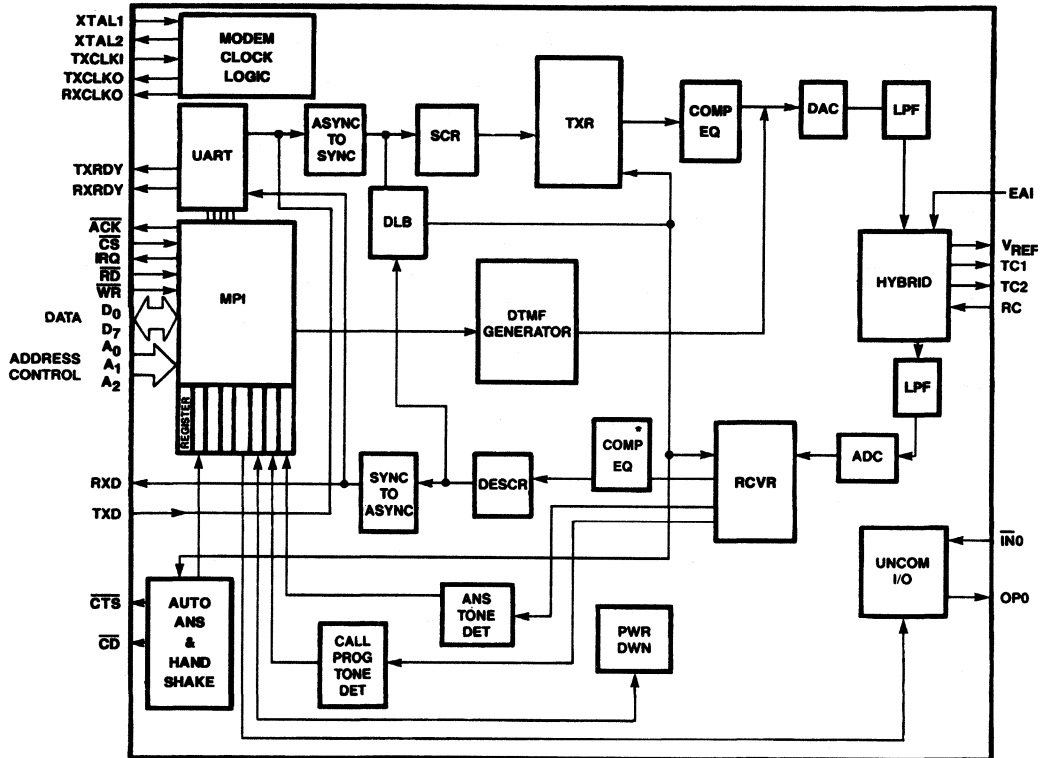 XTAL1
XTAL2
TXCLKI
TXCLKO
RXCLKO
MODEM
CLOCK
LOGIC
TXRDY
RXRDY
UART
ASYNC
TO
SYNC
SCR
TXR
COMP
EQ
DAC
LPF
DLB
EAI
ACK
CS
IRQ
RD
WR
DATA
D0
D7
ADDRESS
CONTROL
A0
A1
A2
MPI
REGISTER
DTMF
GENERATOR
HYBRID
VREF
TC1
TC2
RC
LPF
ADC
RCVR
COMP*
EQ
DESCR
SYNC
TO
ASYNC
RXD
TXD
CTS
CD
AUTO
ANS
&
HAND
SHAKE
ANS
TONE
DET
CALL
PROG
TONE
DET
PWR
DWN
UNCOM
I/O
IN0
OP0